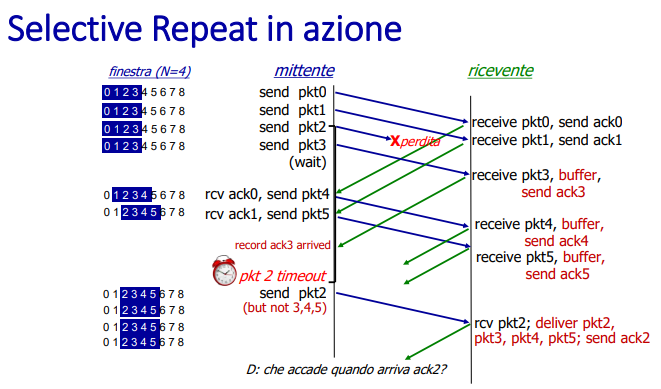 Selective Repeat in azione
finestra (N=4)
mittente
ricevente
0 1 2 3 4 5 6 7 8
send pkt0
0 1 2 3 4 5 6 7 8
send pkt1
0 1 2 3 4 5 6 7 8
send pkt2
0 1 2 3 4 5 6 7 8
send pkt3
(wait)
Xperdita
receive pkt0, send ack0
receive pkt1, send ack1
receive pkt3, buffer,
send ack3
0 1 2 3 4 5 6 7 8
rcv ack0, send pkt4
0 1 2 3 4 5 6 7 8
rcv ack1, send pkt5
record ack3 arrived
receive pkt4, buffer,
send ack4
receive pkt5, buffer,
send ack5
pkt 2 timeout
0 1 2 3 4 5 6 7 8
send pkt2
0 1 2 3 4 5 6 7 8
(but not 3,4,5)
0 1 2 3 4 5 6 7 8
0 1 2 3 4 5 6 7 8
rcv pkt2; deliver pkt2,
pkt3, pkt4, pkt5; send ack2
D: che accade quando arriva ack2?